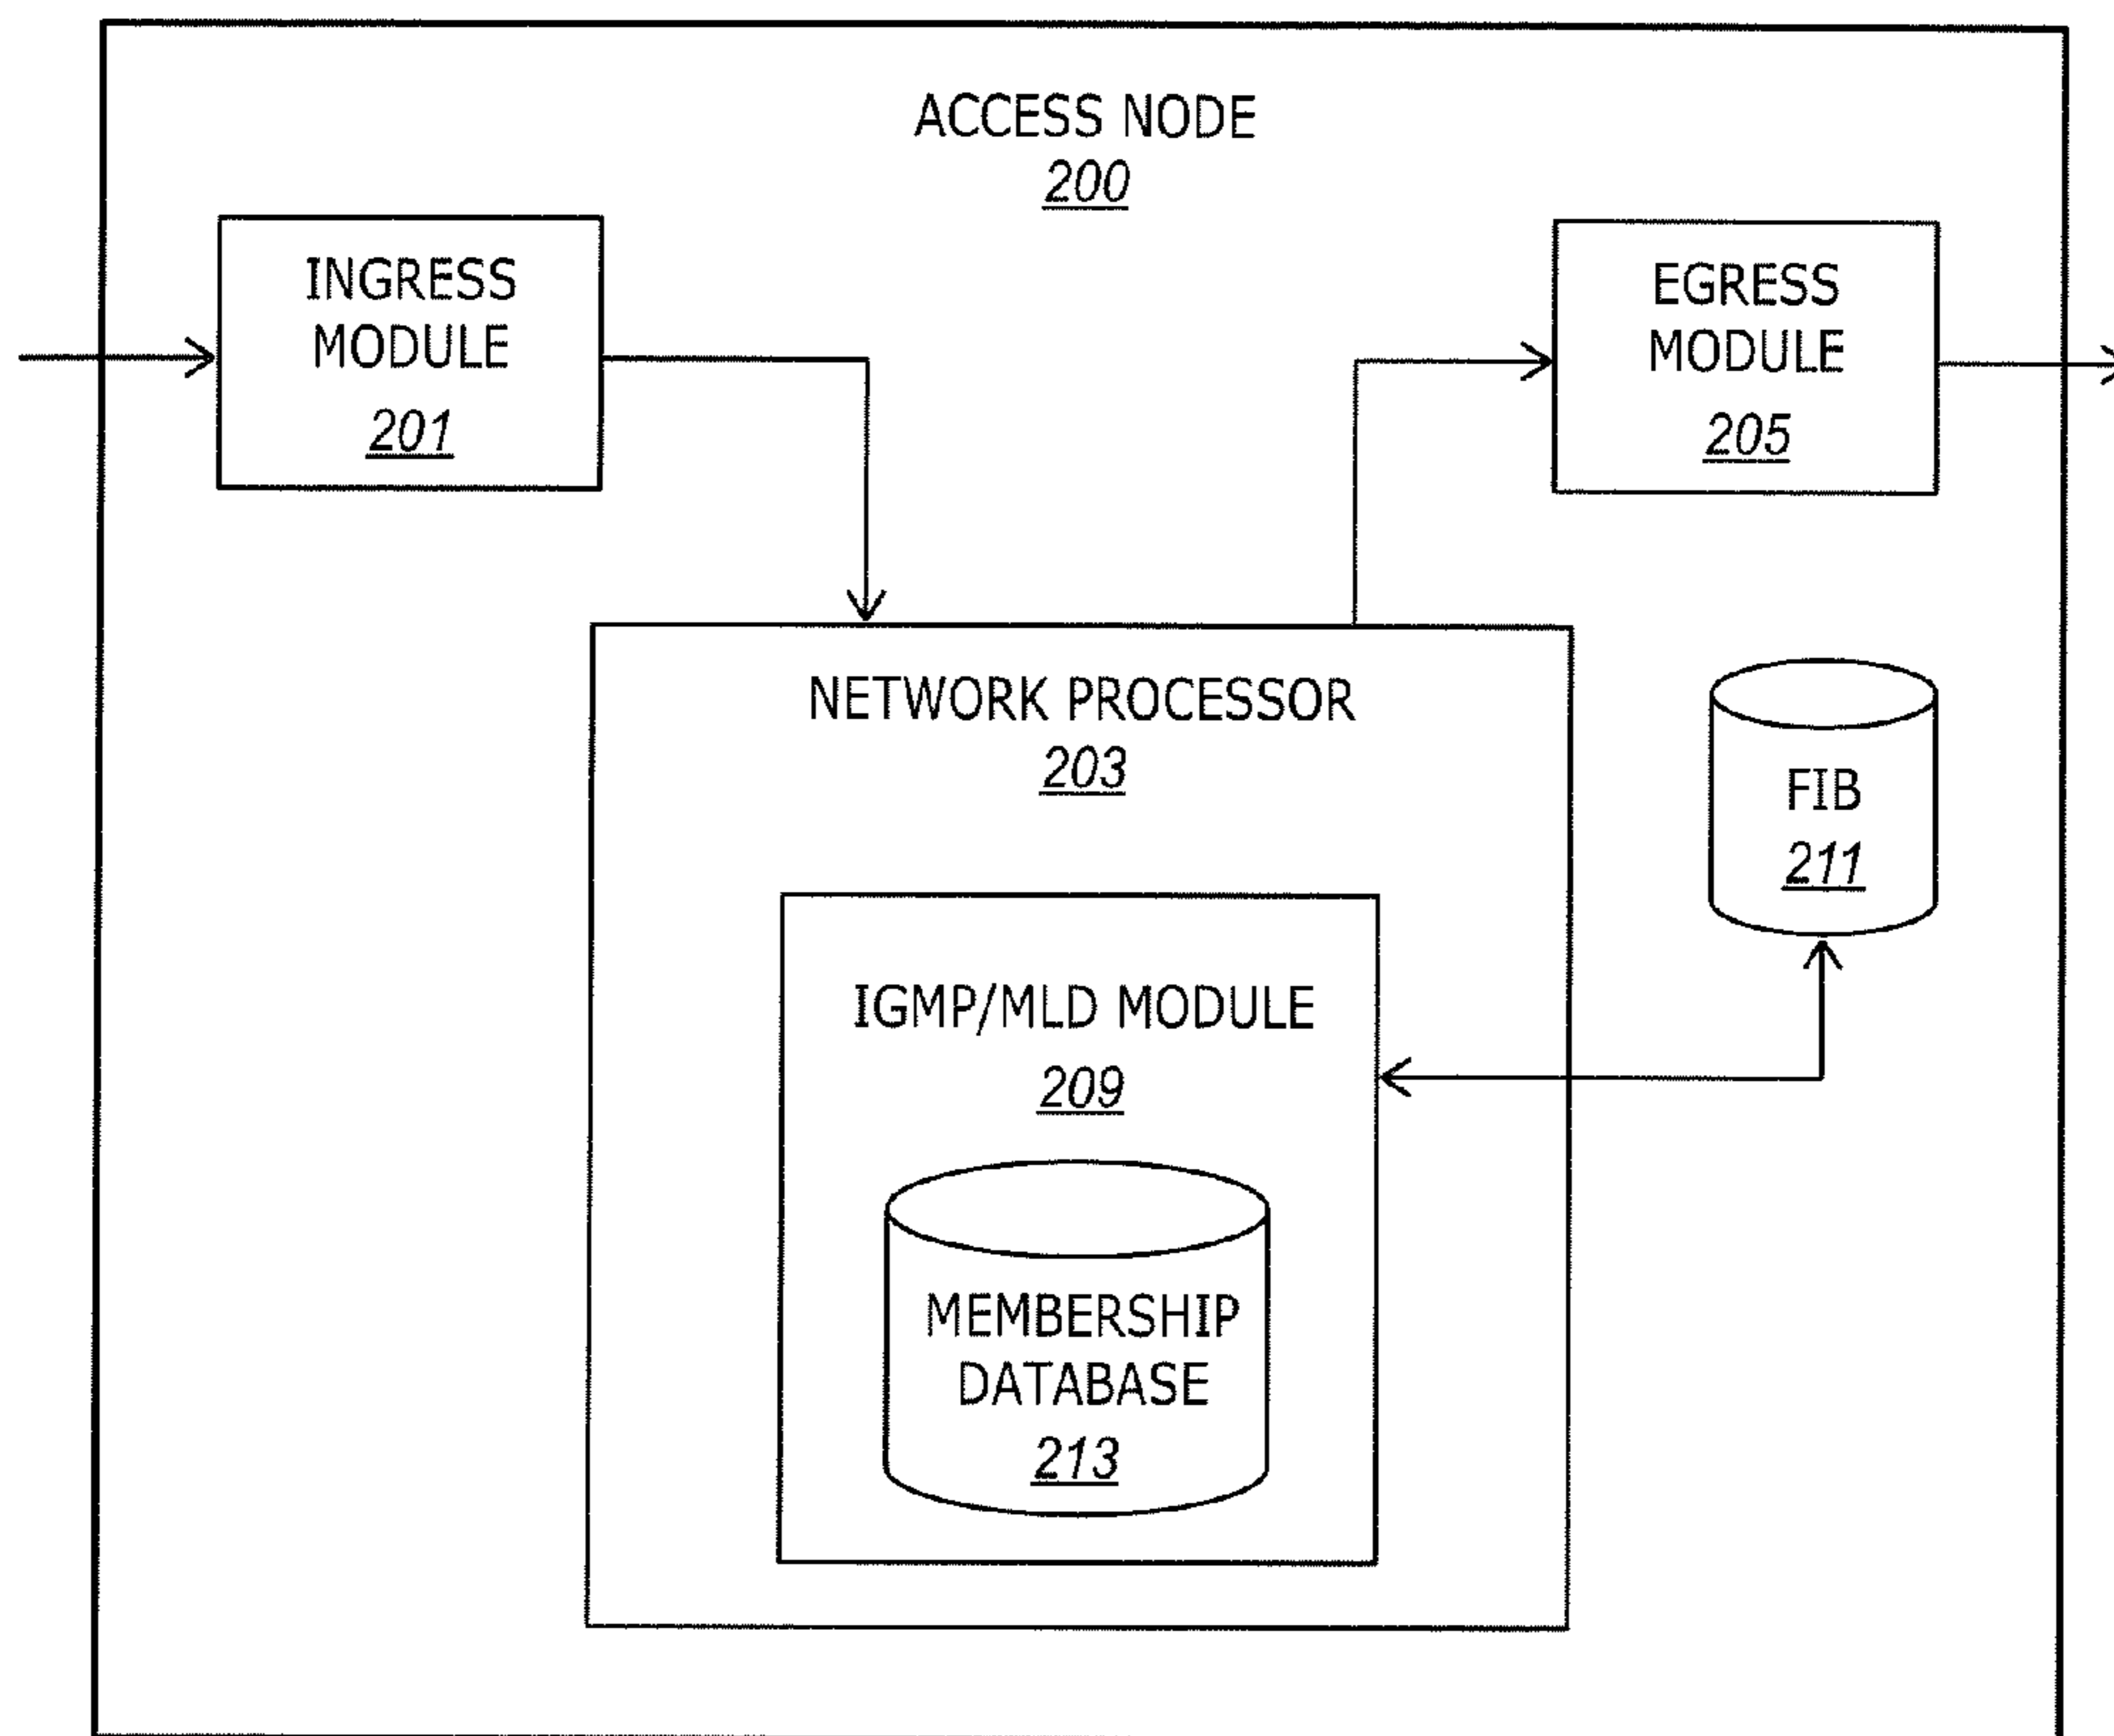 ACCESS NODE
200
INGRESS
MODULE
201
EGRESS
MODULE
205
NETWORK PROCESSOR
203
FIB
211
IGMP/MLD MODULE
209
MEMBERSHIP
DATABASE
213